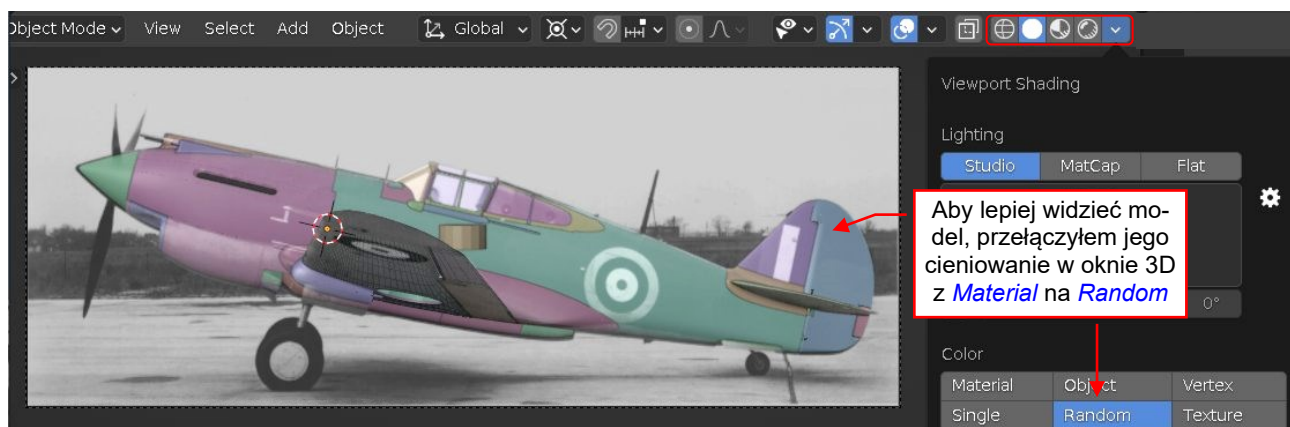 Object Mode View Select Add Object Global
Viewport Shading
Lighting
Studio MatCap Flat
Aby lepiej widzieć mo-
del, przełączyłem jego
cieniowanie w oknie 3D
z Material na Random
0°
Color
Material Object Vertex
Single Random Texture